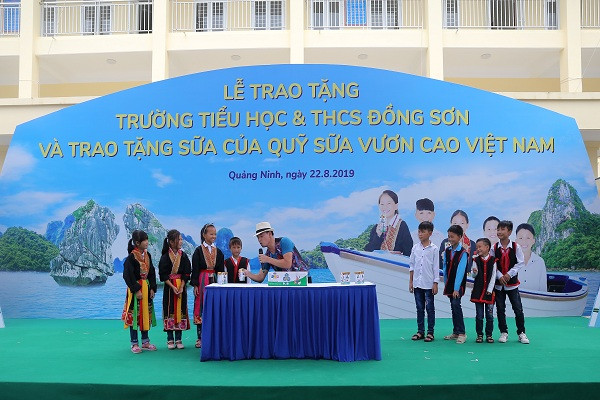 LỄ TRAO TẶNG
TRƯỜNG TIỂU HỌC & THCS ĐỒNG SƠN
VÀ TRAO TẶNG SỮA CỦA QUỸ SỮA VƯƠN CAO VIỆT NAM
Quảng Ninh, ngày 22.8.2019